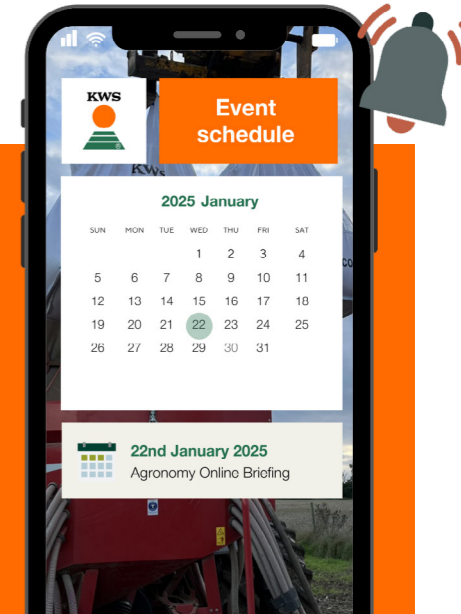 KWS
Event
schedule
KWS
2025 January
SUN MON TUE WED THU FRI SAT
1 2 3 4
5 6 7 8 9 10 11
12 13 14 15 16 17 18
19 20 21 22 23 24 25
26 27 28 29 30 31
22nd January 2025
Agronomy Online Briefing